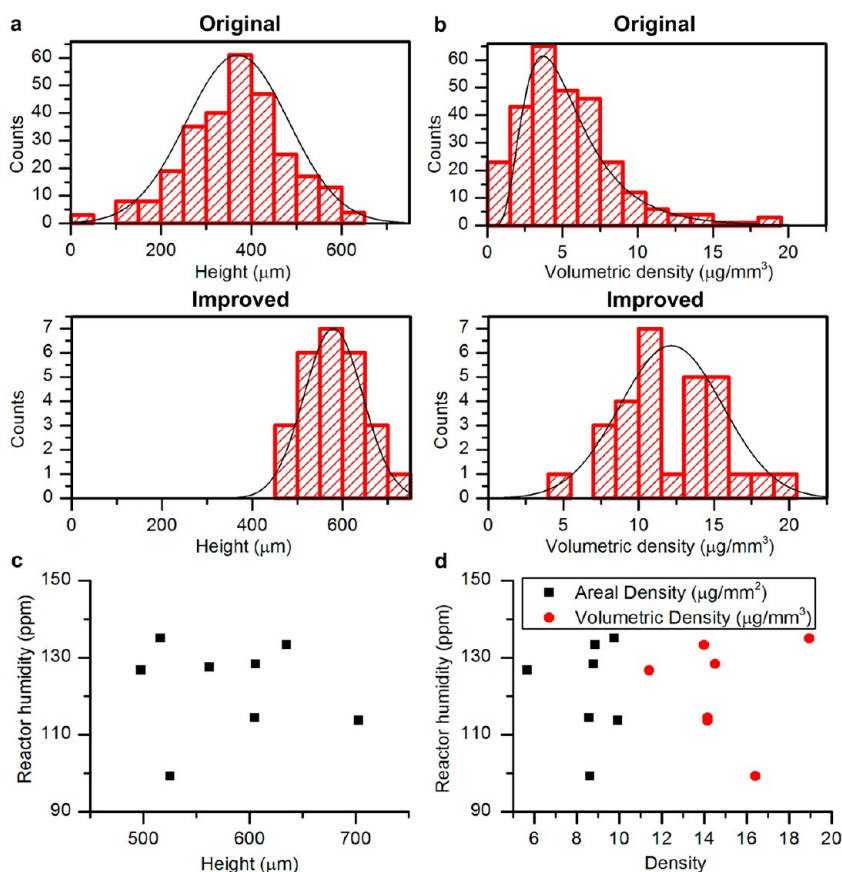 a
Original
Counts
60
50
40
30
20
10
0
0 200 400 600
Height (μm)
b
Original
Counts
60
50
40
30
20
10
0
0 5 10 15 20
Volumetric density (μg/mm³)
Improved
Counts
7
6
5
4
3
2
1
0
0 200 400 600
Height (μm)
Improved
Counts
7
6
5
4
3
2
1
0
0 5 10 15 20
Volumetric density (μg/mm³)
c
Reactor humidity (ppm)
150
130
110
90
500 600 700
Height (μm)
d
Areal Density (μg/mm²)
Volumetric Density (μg/mm³)
Reactor humidity (ppm)
150
130
110
90
6 8 10 12 14 16 18 20
Density